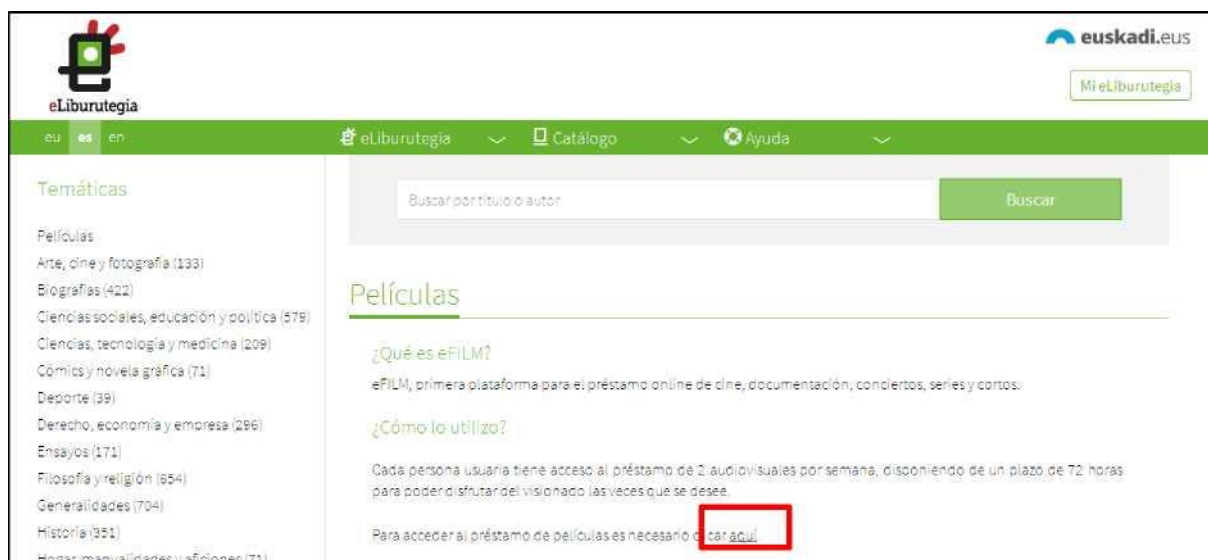 euskadi.eus
eLiburutegia
Mi eLiburutegia
eu es en
eLiburutegia
Catálogo
Ayuda
Temáticas
Películas
Arte, cine y fotografía (133)
Biografías (422)
Ciencias sociales, educación y política (579)
Ciencias, tecnología y medicina (209)
Cómics y novela gráfica (71)
Deporte (39)
Derecho, economía y empresa (296)
Ensayos (171)
Filosofía y religión (654)
Generalidades (704)
Historia (351)
Hogar, manualidades y aficiones (71)
Buscar por título o autor
Buscar
Películas
¿Qué es eFILM?
eFILM, primera plataforma para el préstamo online de cine, documentación, conciertos, series y cortos.
¿Cómo lo utilizo?
Cada persona usuaria tiene acceso al préstamo de 2 audiovisuales por semana, disponiendo de un plazo de 72 horas
para poder disfrutar del visionado las veces que se desee.
Para acceder al préstamo de películas es necesario car aquí